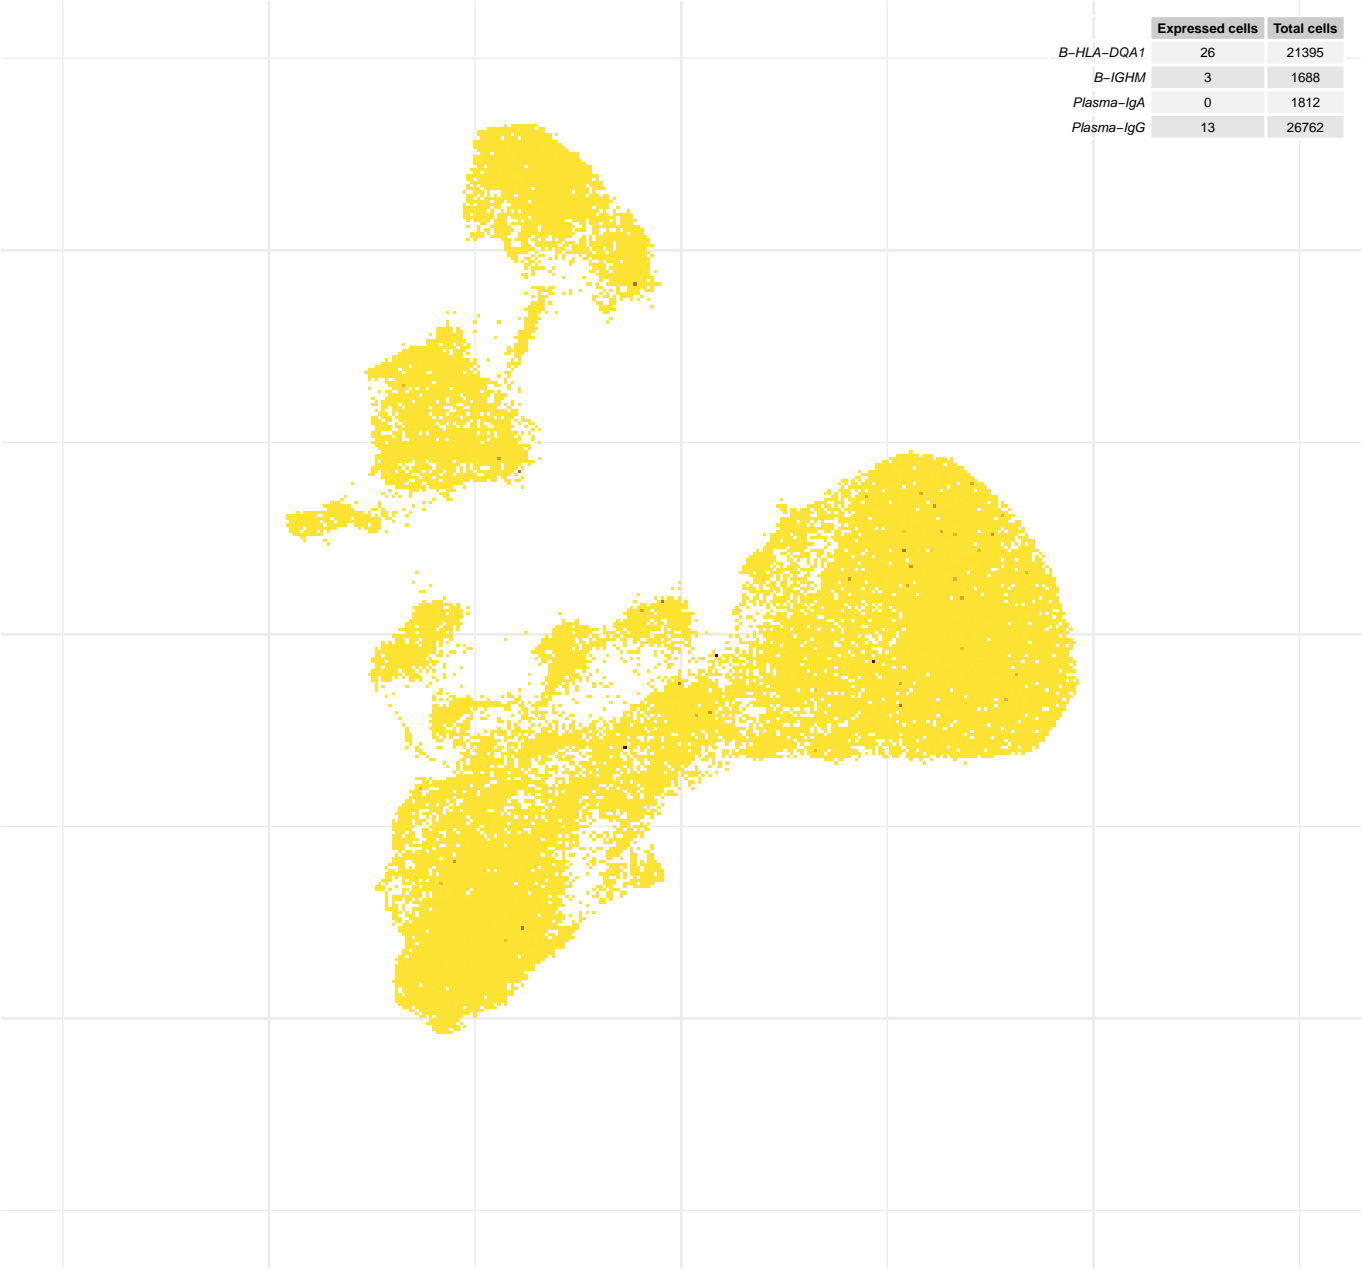 Expressed cells Total cells
B−HLA−DQA1 26 21395
B−IGHM 3 1688
Plasma−IgA 0 1812
Plasma−IgG 13 26762